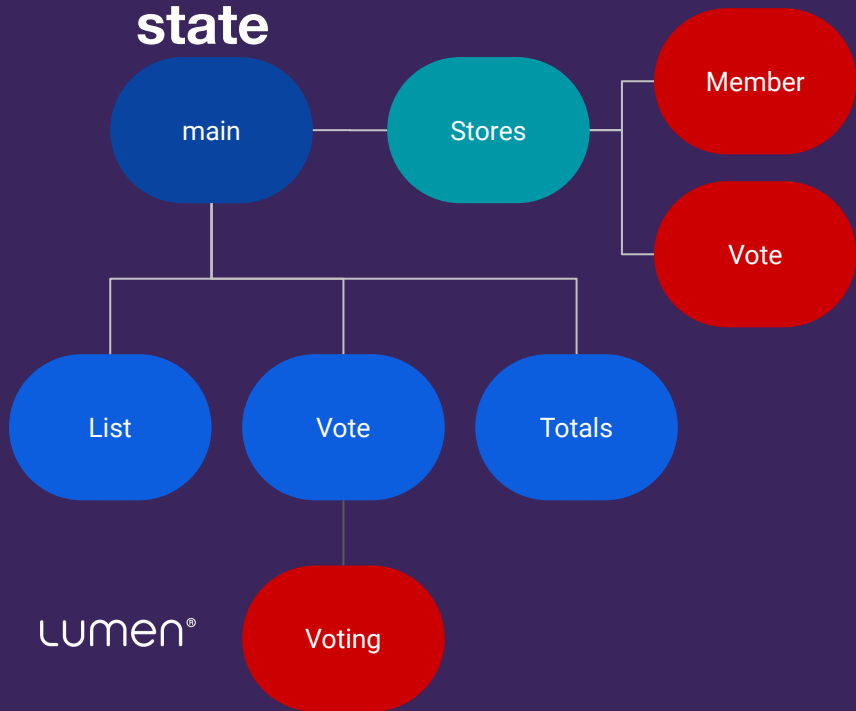 state
main
Stores
Member
Vote
List
Vote
Totals
Voting
LUMEN®